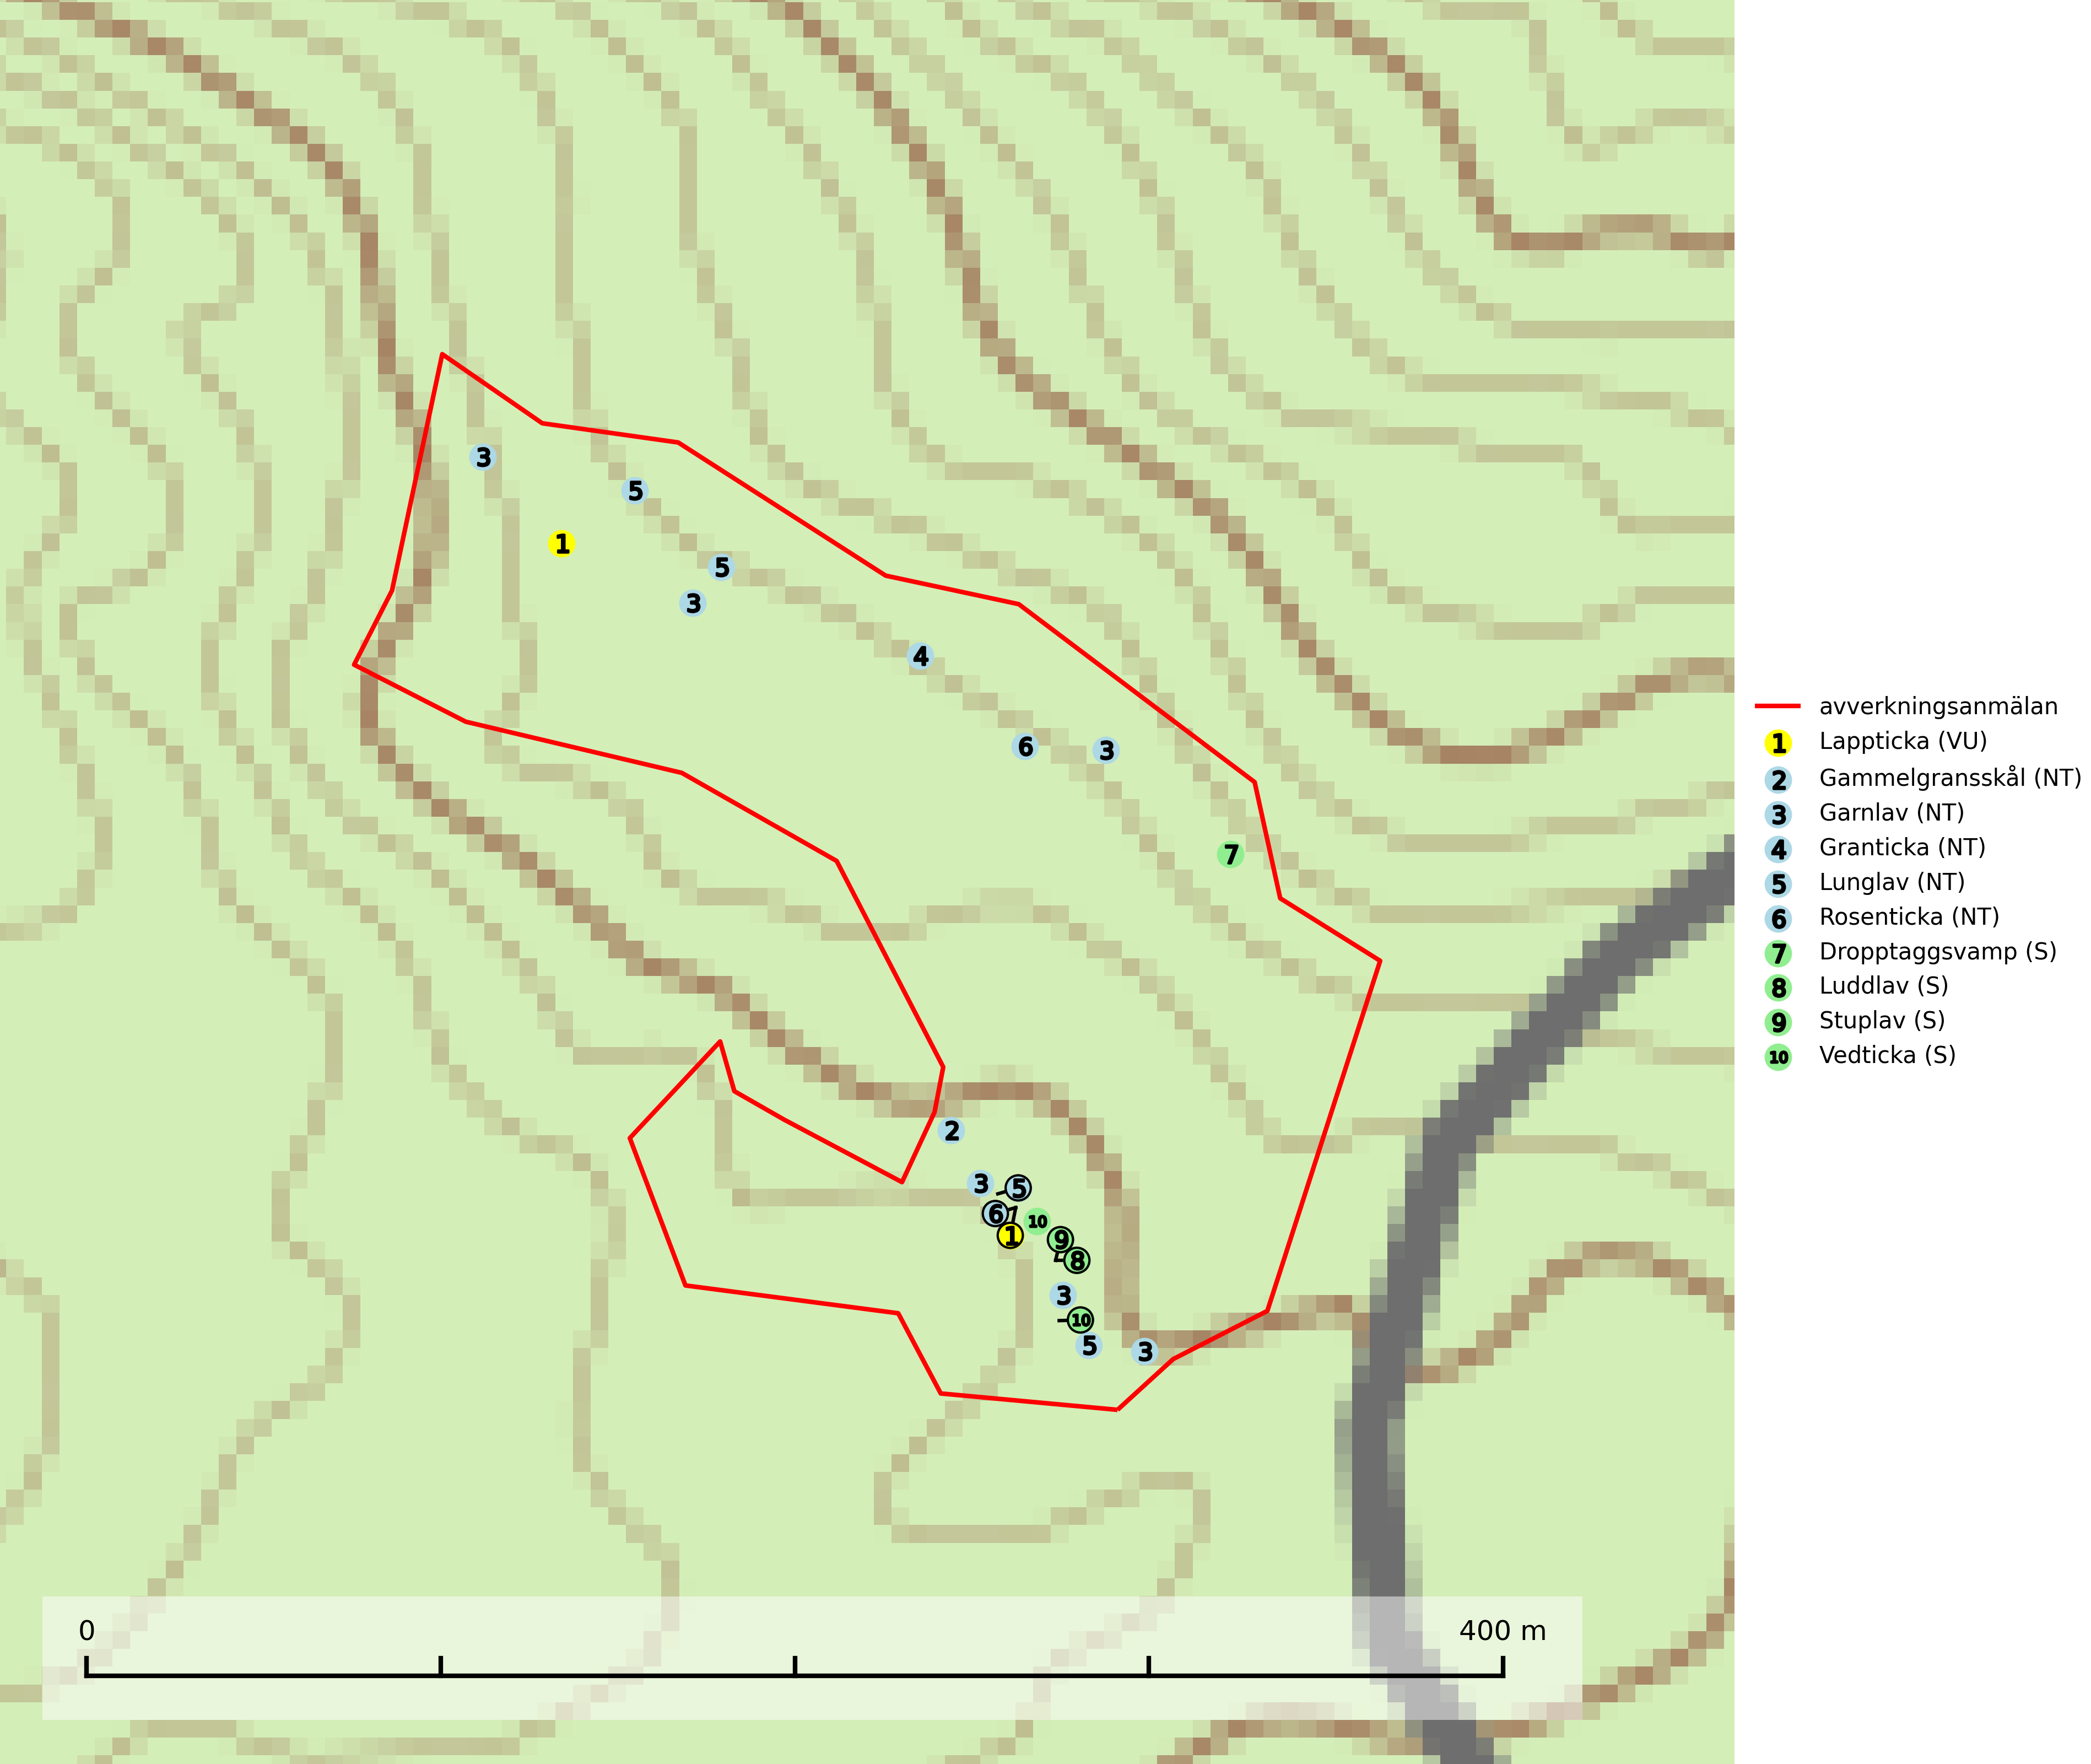 3
5
1
5
3
4
6
3
7
2
3
5
6
10
1
9
8
3
10
5
3
avverkningsanmälan
1 Lappticka (VU)
2 Gammelgransskål (NT)
3 Garnlav (NT)
4 Granticka (NT)
5 Lunglav (NT)
6 Rosenticka (NT)
7 Dropptaggsvamp (S)
8 Luddlav (S)
9 Stuplav (S)
10 Vedticka (S)
0 400 m